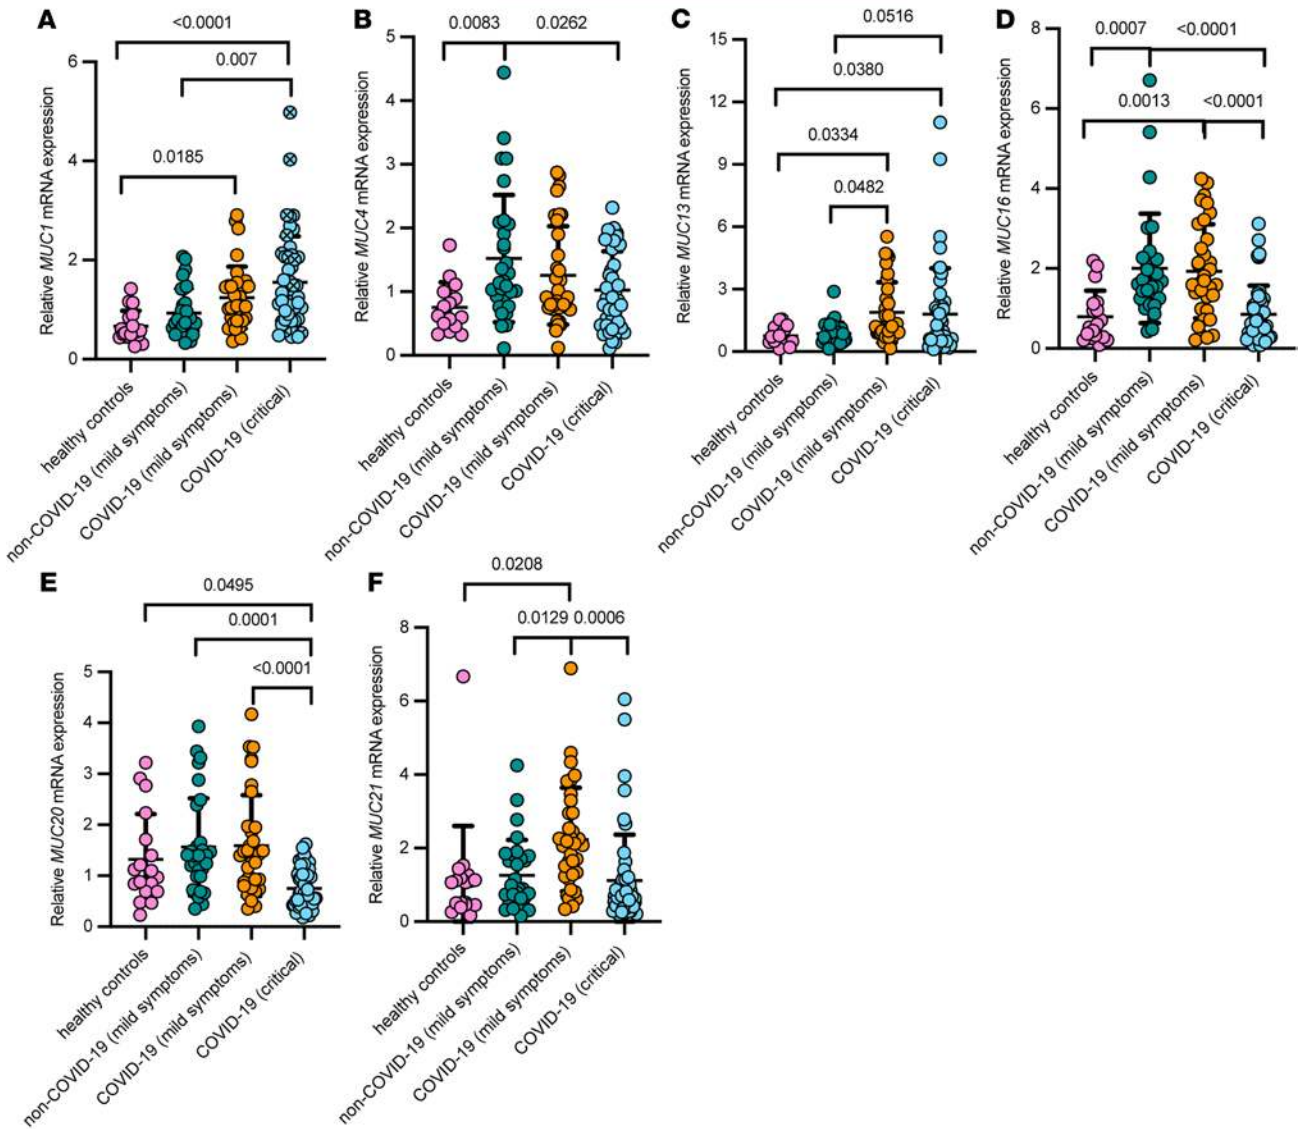 A
<0.0001
0.007
0.0185
Relative MUC1 mRNA expression
6
4
2
0
healthy controls
non-COVID-19 (mild symptoms)
COVID-19 (mild symptoms)
COVID-19 (critical)
B
0.0083
0.0262
Relative MUC4 mRNA expression
5
4
3
2
1
0
healthy controls
non-COVID-19 (mild symptoms)
COVID-19 (mild symptoms)
COVID-19 (critical)
C
0.0516
0.0380
0.0334
0.0482
Relative MUC13 mRNA expression
15
12
9
6
3
0
healthy controls
non-COVID-19 (mild symptoms)
COVID-19 (mild symptoms)
COVID-19 (critical)
D
0.0007
<0.0001
0.0013
<0.0001
Relative MUC16 mRNA expression
8
6
4
2
0
healthy controls
non-COVID-19 (mild symptoms)
COVID-19 (mild symptoms)
COVID-19 (critical)
E
0.0495
0.0001
<0.0001
Relative MUC20 mRNA expression
5
4
3
2
1
0
healthy controls
non-COVID-19 (mild symptoms)
COVID-19 (mild symptoms)
COVID-19 (critical)
F
0.0208
0.0129 0.0006
Relative MUC21 mRNA expression
8
6
4
2
0
healthy controls
non-COVID-19 (mild symptoms)
COVID-19 (mild symptoms)
COVID-19 (critical)